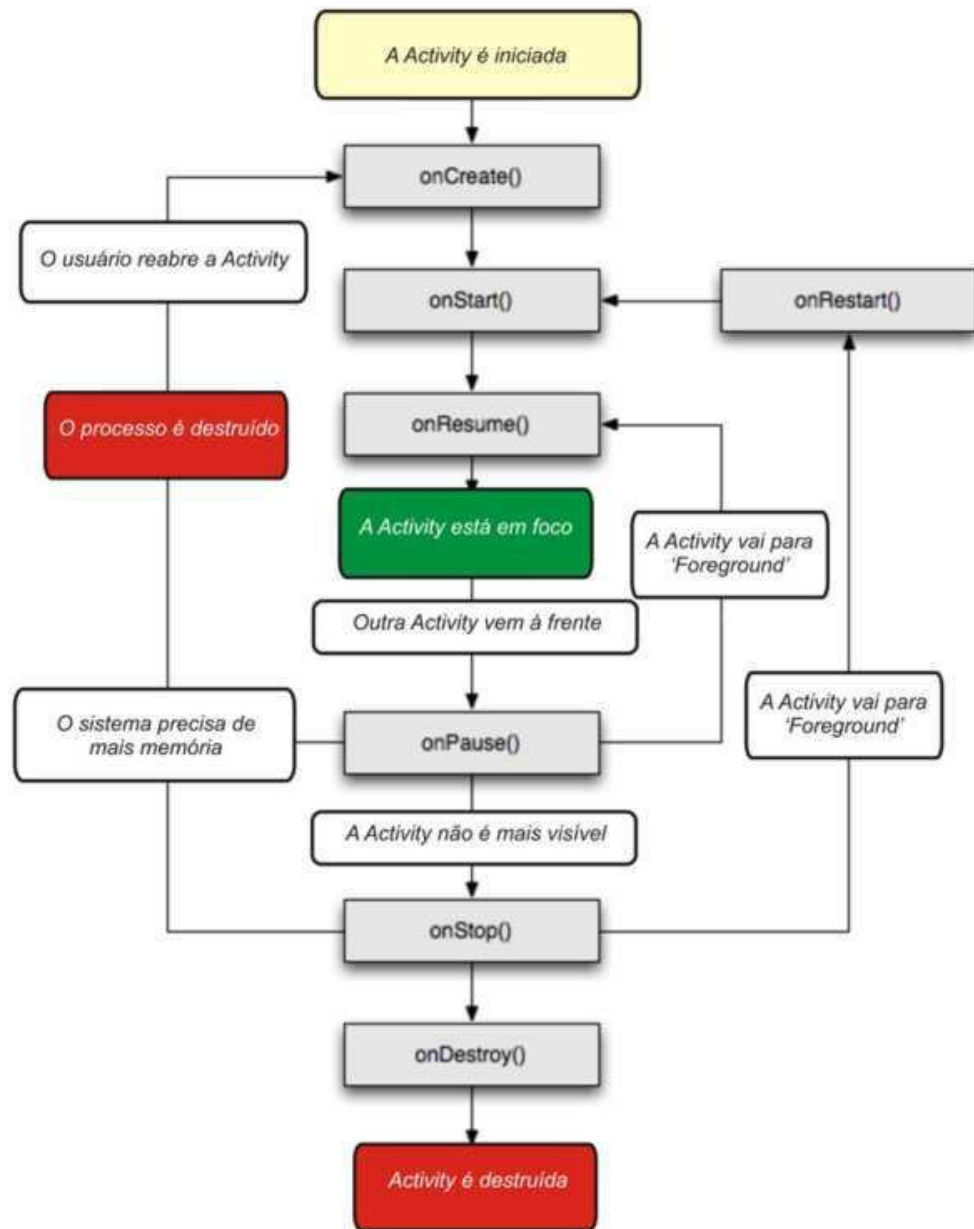 A Activity é iniciada
onCreate()
O usuário reabre a Activity
onStart()
onRestart()
O processo é destruído
onResume()
A Activity está em foco
A Activity vai para
'Foreground'
Outra Activity vem à frente
O sistema precisa de
mais memória
onPause()
A Activity vai para
'Foreground'
A Activity não é mais visível
onStop()
onDestroy()
Activity é destruída